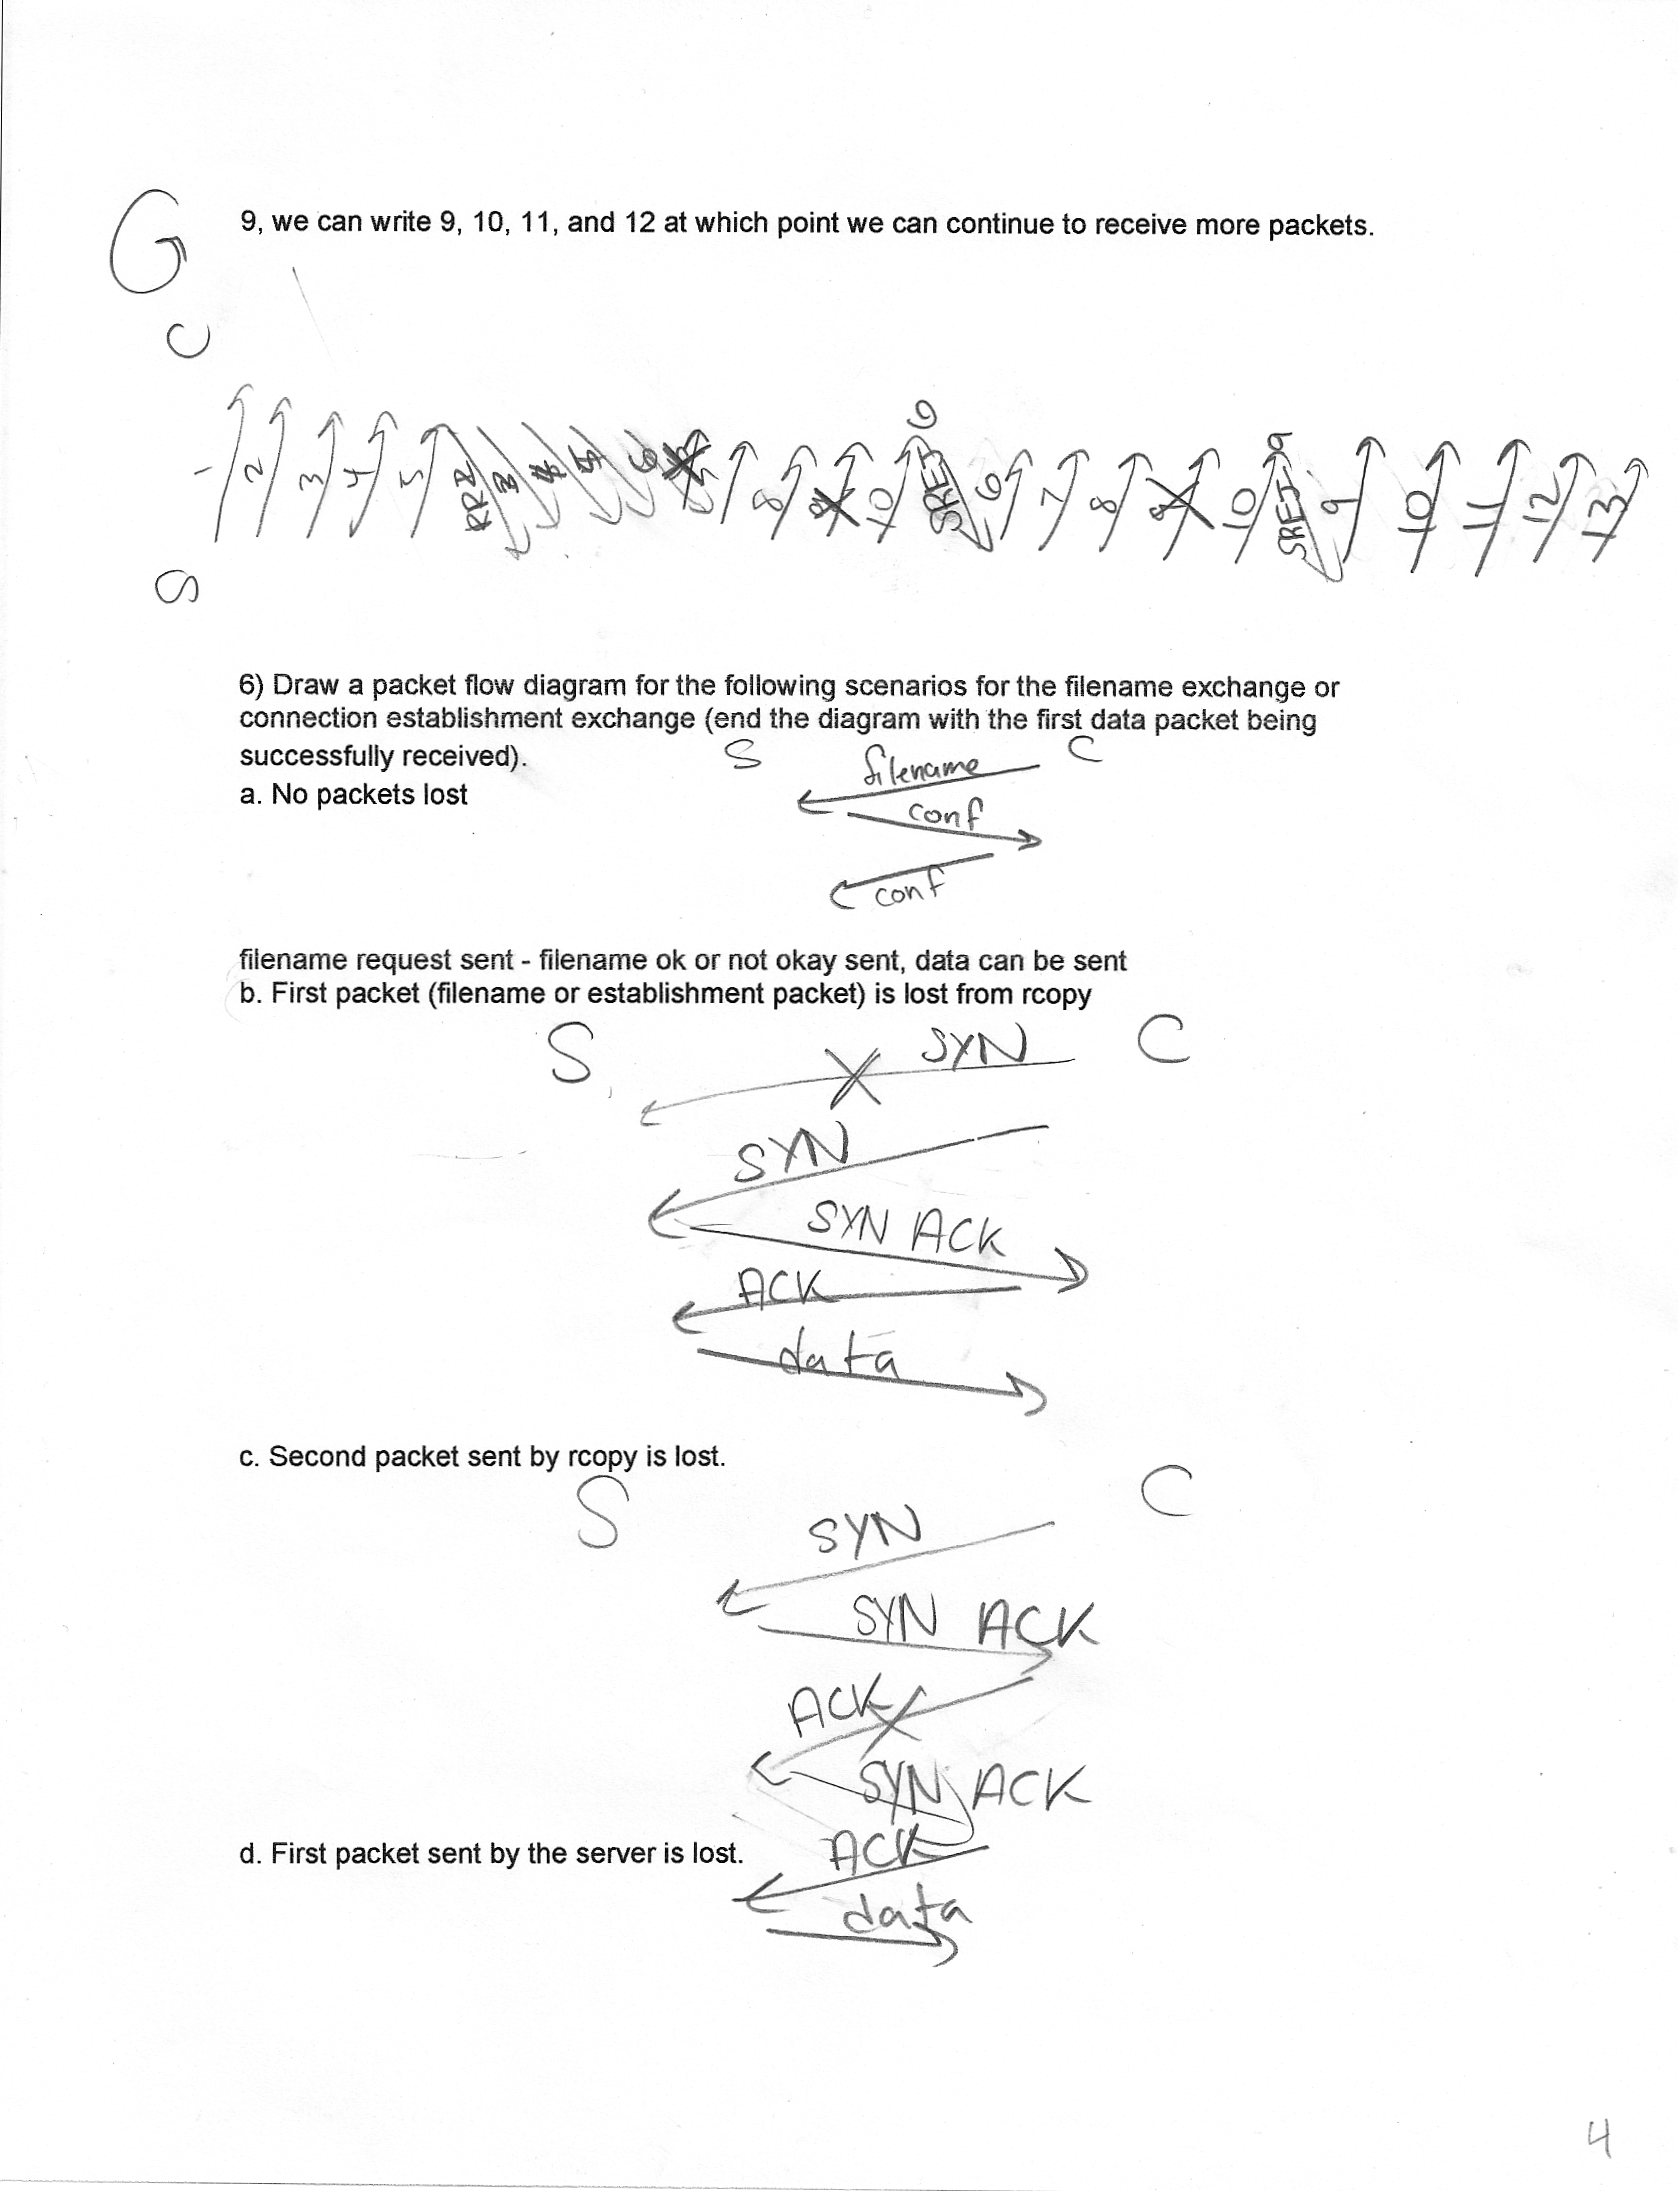 G
9, we can write 9, 10, 11, and 12 at which point we can continue to receive more packets.
C
1 2 3 4 5 RR2 3 4 5 6 8 10 SREJ 6 6 7 8 10 SREJ 9 9 10 11 12 13
S
6) Draw a packet flow diagram for the following scenarios for the filename exchange or
connection establishment exchange (end the diagram with the first data packet being
successfully received).
S filename C
a. No packets lost
conf
conf
filename request sent - filename ok or not okay sent, data can be sent
b. First packet (filename or establishment packet) is lost from rcopy
S SYN C
SYN
SYN ACK
ACK
data
c. Second packet sent by rcopy is lost.
S C
SYN
SYN ACK
ACK
SYN ACK
d. First packet sent by the server is lost.
ACK
data
4